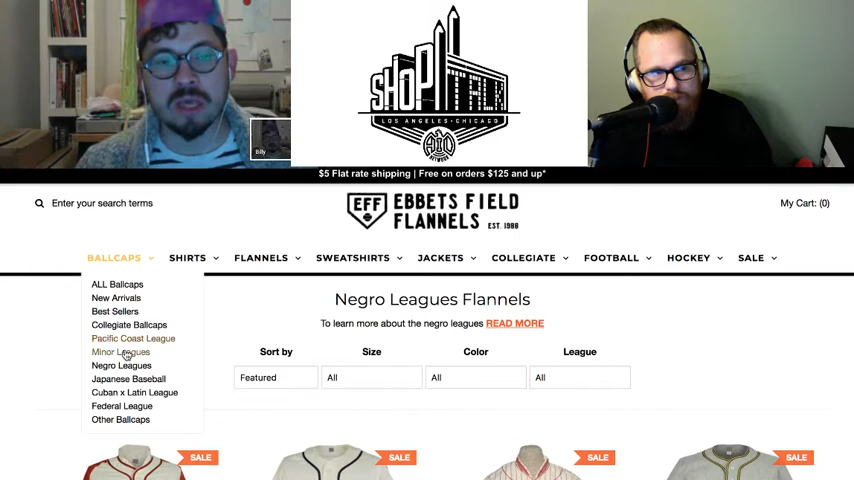 SHOP TALK
LOS ANGELES • CHICAGO
NETWORK
Billy
$5 Flat rate shipping | Free on orders $125 and up*
Enter your search terms
EFF
EBBETS FIELD
FLANNELS EST. 1988
My Cart: (0)
BALLCAPS SHIRTS FLANNELS SWEATSHIRTS JACKETS COLLEGIATE FOOTBALL HOCKEY SALE
ALL Ballcaps
New Arrivals
Best Sellers
Collegiate Ballcaps
Pacific Coast League
Minor Leagues
Negro Leagues
Japanese Baseball
Cuban x Latin League
Federal League
Other Ballcaps
Negro Leagues Flannels
To learn more about the negro leagues READ MORE
Sort by Size Color League
Featured All All All
SALE SALE SALE SALE